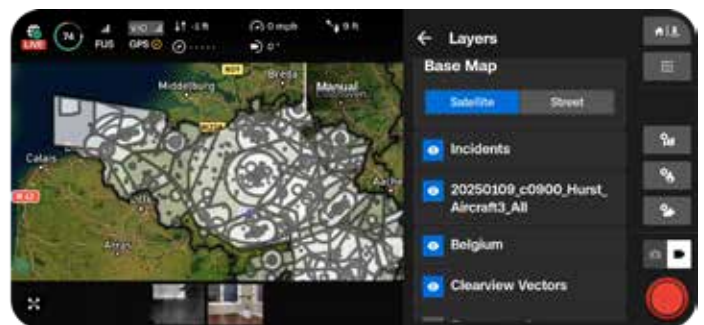 LIVE
74
FUS
GPS
-1 ft
0 mph
9 ft
0°
Middelburg
Breda
Manual
Calais
Arras
Layers
Base Map
Satellite
Street
Incidents
20250109_c0900_Hurst_
Aircraft3_All
Belgium
Clearview Vectors